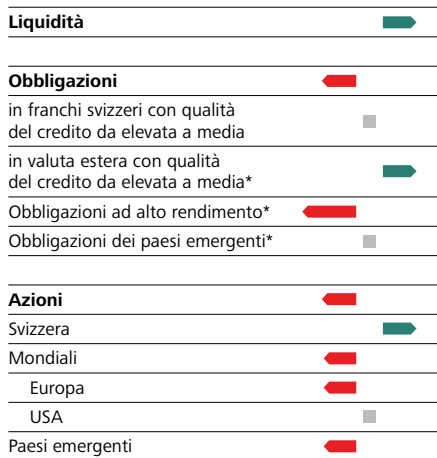 Liquidità
Obbligazioni
in franchi svizzeri con qualità
del credito da elevata a media
in valuta estera con qualità
del credito da elevata a media*
Obbligazioni ad alto rendimento*
Obbligazioni dei paesi emergenti*
Azioni
Svizzera
Mondiali
Europa
USA
Paesi emergenti